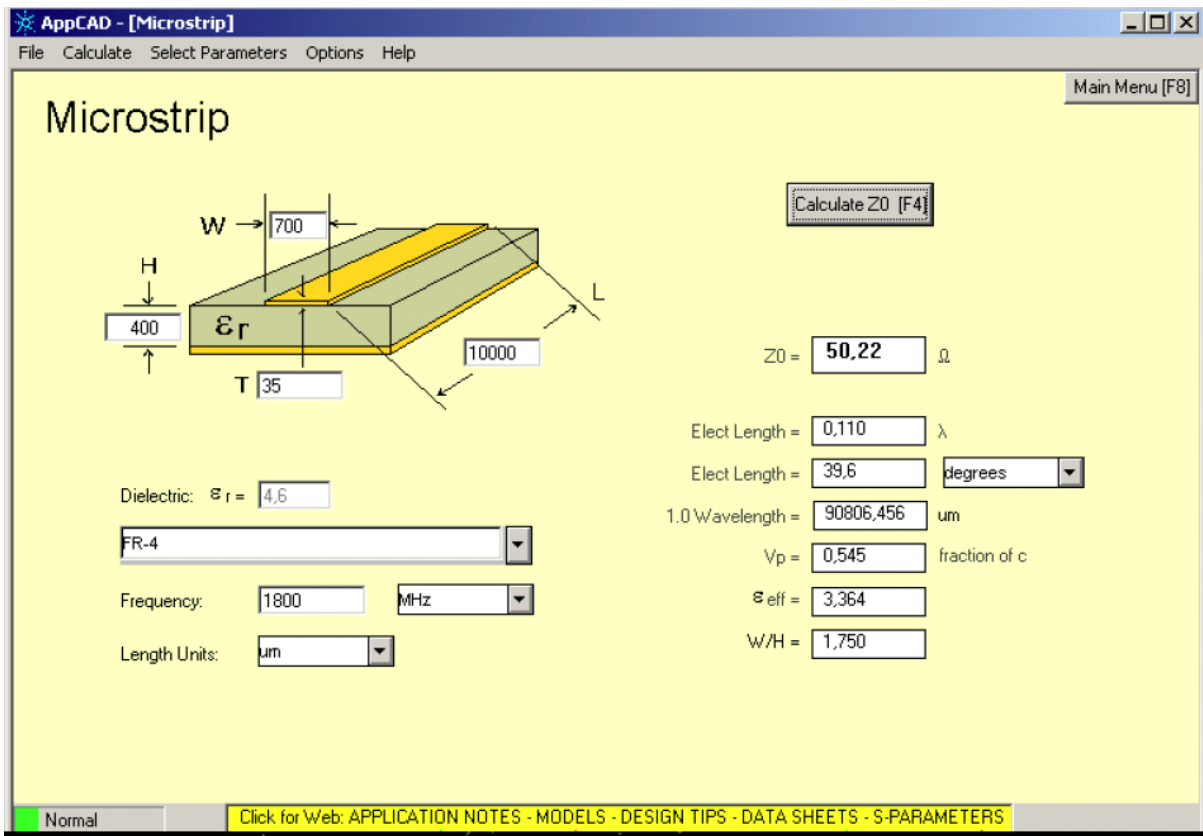 AppCAD - [Microstrip]
File Calculate Select Parameters Options Help
Main Menu [F8]
Microstrip
Calculate Z0 [F4]
W 700
H
400
εr
L
10000
T 35
Z0 = 50,22 Ω
Elect Length = 0,110 λ
Elect Length = 39,6 degrees
1.0 Wavelength = 90806,456 um
Vp = 0,545 fraction of c
ε eff = 3,364
W/H = 1,750
Dielectric: ε r = 4,6
FR-4
Frequency: 1800 MHz
Length Units: um
Normal
Click for Web: APPLICATION NOTES - MODELS - DESIGN TIPS - DATA SHEETS - S-PARAMETERS